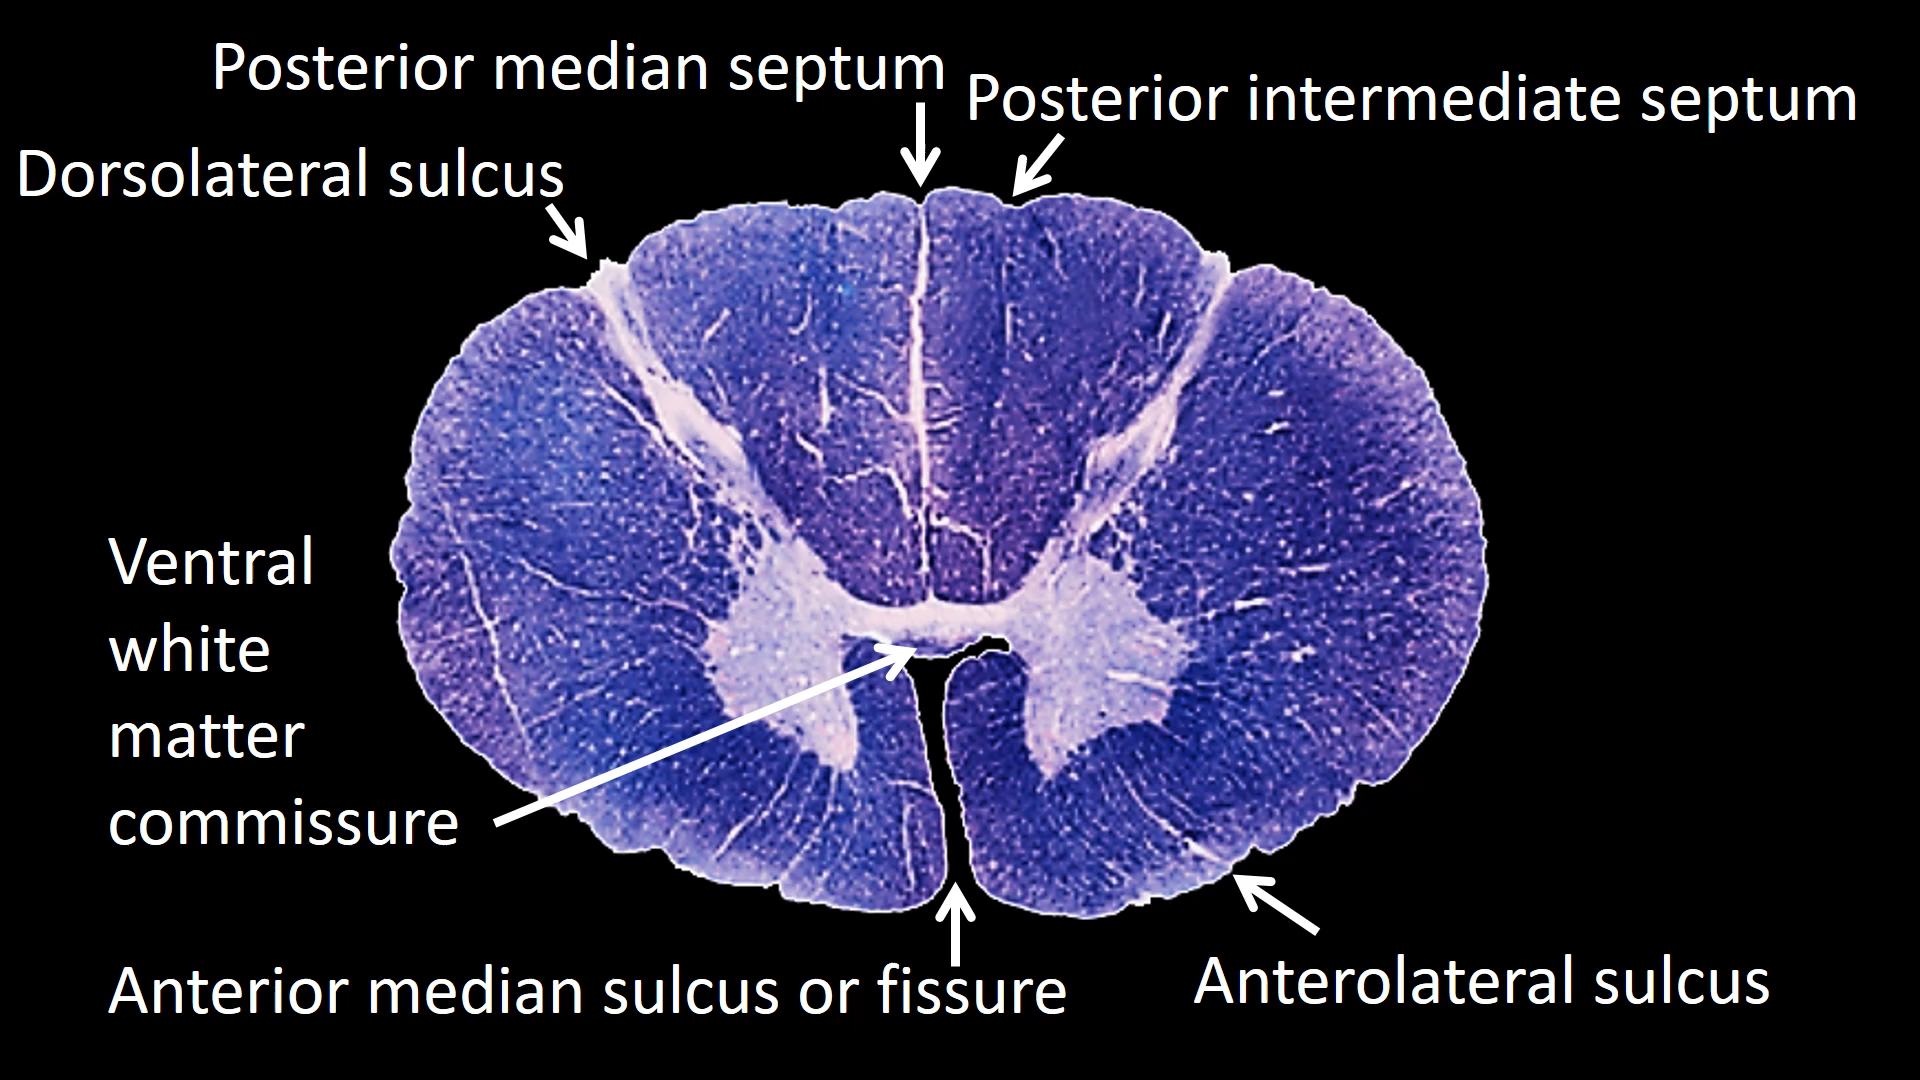 Posterior median septum
Posterior intermediate septum
Dorsolateral sulcus
Ventral
white
matter
commissure
Anterior median sulcus or fissure
Anterolateral sulcus